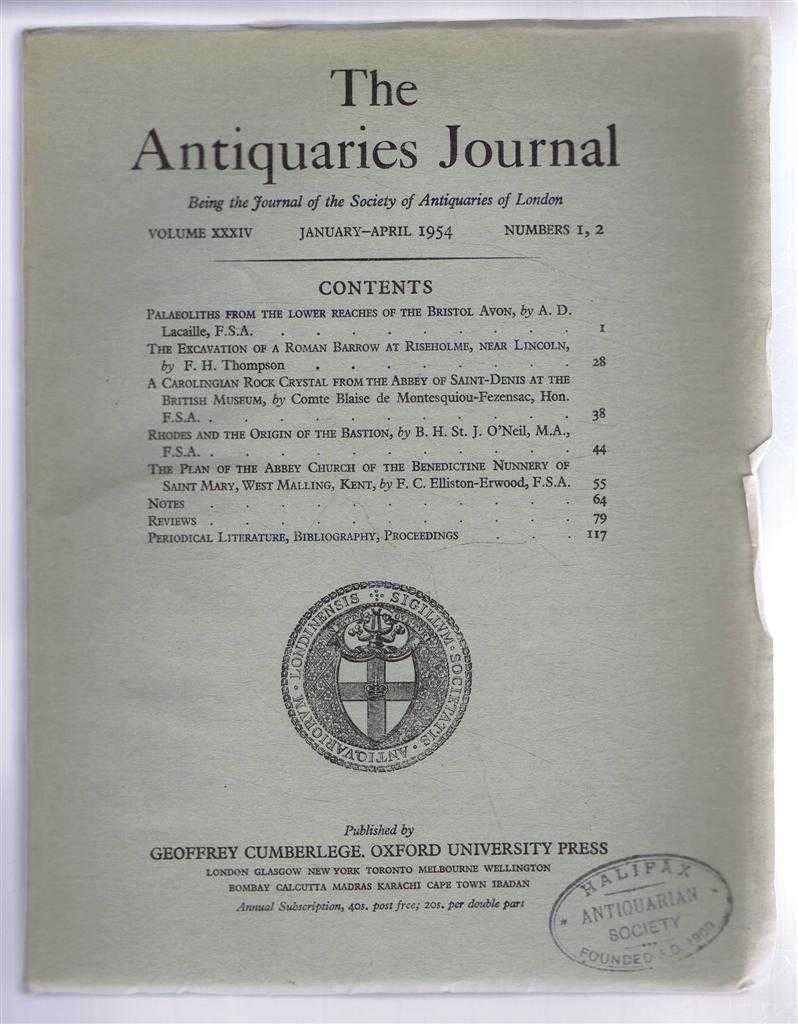 The
Antiquaries Journal
Being the Journal of the Society of Antiquaries of London
VOLUME XXXIV JANUARY–APRIL 1954 NUMBERS 1, 2
CONTENTS
PALAEOLITHS FROM THE LOWER REACHES OF THE BRISTOL AVON, by A. D.
Lacaille, F.S.A. . . . . . . . . . 1
THE EXCAVATION OF A ROMAN BARROW AT RISEHOLME, NEAR LINCOLN,
by F. H. Thompson . . . . . . . . 28
A CAROLINGIAN ROCK CRYSTAL FROM THE ABBEY OF SAINT-DENIS AT THE
BRITISH MUSEUM, by Comte Blaise de Montesquiou-Fezensac, Hon.
F.S.A. . . . . . . . . . . . 38
RHODES AND THE ORIGIN OF THE BASTION, by B. H. St. J. O'Neil, M.A.,
F.S.A. . . . . . . . . . . . 44
THE PLAN OF THE ABBEY CHURCH OF THE BENEDICTINE NUNNERY OF
SAINT MARY, WEST MALLING, KENT, by F. C. Elliston-Erwood, F.S.A. 55
NOTES . . . . . . . . . . . 64
REVIEWS . . . . . . . . . . . 79
PERIODICAL LITERATURE, BIBLIOGRAPHY, PROCEEDINGS . . . 117
SIGILLVM · SOCIETATIS · ANTIQVARIORVM · LONDINENSIS
Published by
GEOFFREY CUMBERLEGE. OXFORD UNIVERSITY PRESS
LONDON GLASGOW NEW YORK TORONTO MELBOURNE WELLINGTON
BOMBAY CALCUTTA MADRAS KARACHI CAPE TOWN IBADAN
Annual Subscription, 40s. post free; 20s. per double part
HALIFAX
ANTIQUARIAN
SOCIETY
FOUNDED A.D. 1900